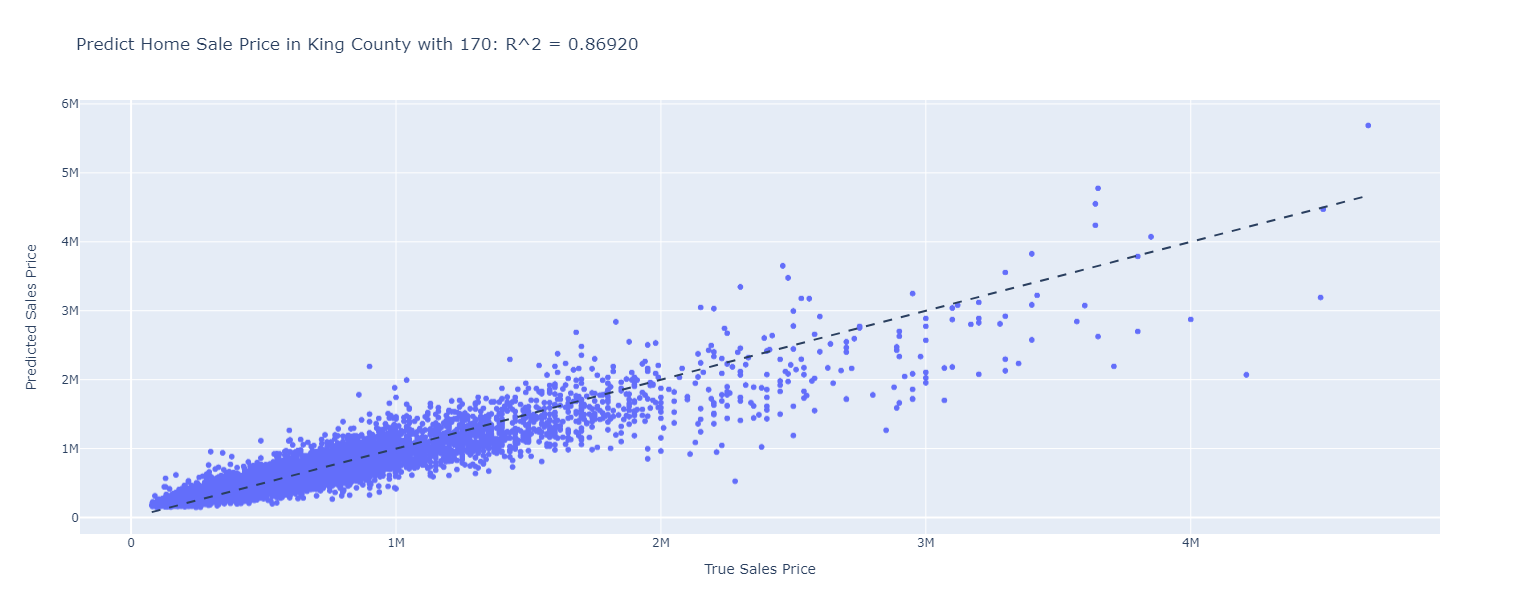 Predict Home Sale Price in King County with 170: R^2 = 0.86920
6M
5M
4M
3M
2M
1M
0
Predicted Sales Price
0 1M 2M 3M 4M
True Sales Price